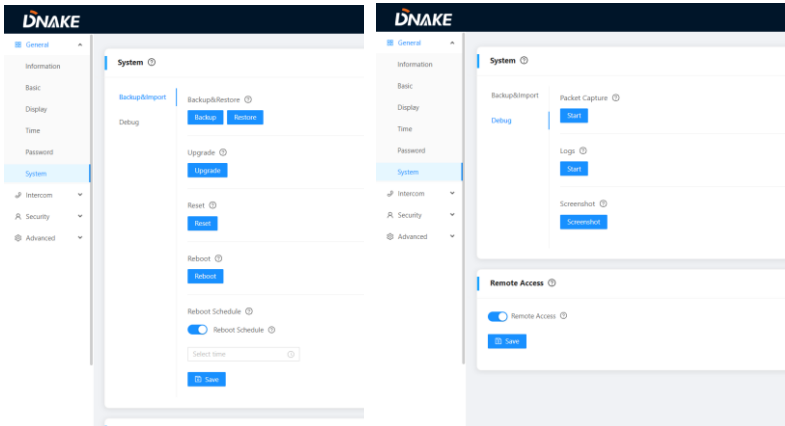 DNAKE
General
Information
Basic
Display
Time
Password
System
Intercom
Security
Advanced
System
Backup&Import
Debug
Backup&Restore
Backup Restore
Upgrade
Upgrade
Reset
Reset
Reboot
Reboot
Reboot Schedule
Reboot Schedule
Select time
Save
DNAKE
General
Information
Basic
Display
Time
Password
System
Intercom
Security
Advanced
System
Backup&Import
Debug
Packet Capture
Start
Logs
Start
Screenshot
Screenshot
Remote Access
Remote Access
Save